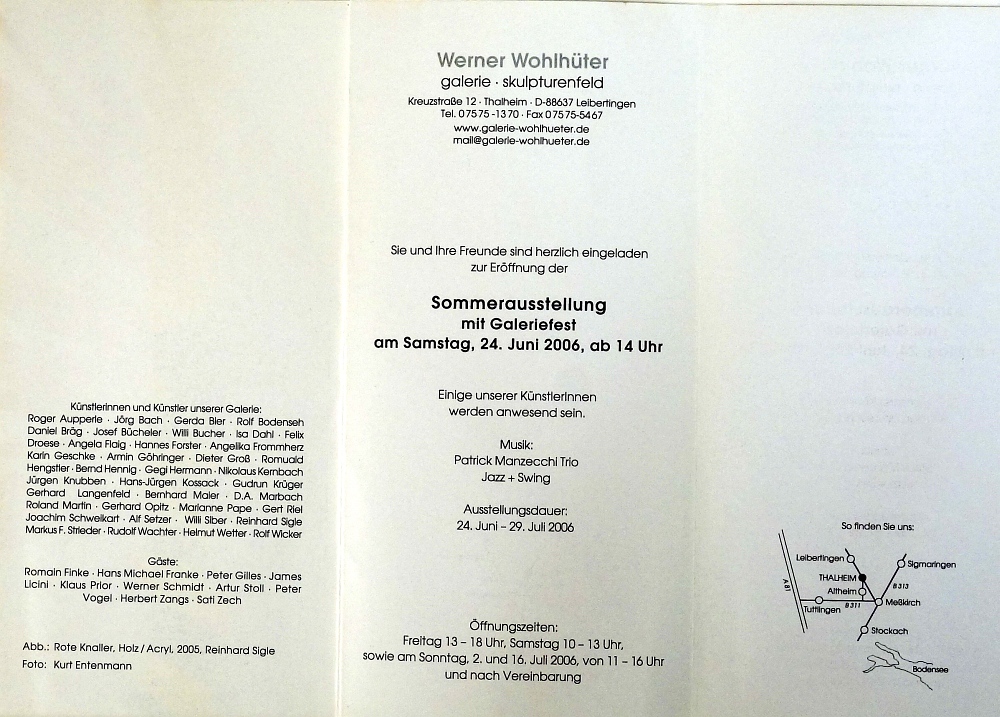 Künstlerinnen und Künstler unserer Galerie:
Roger Aupperle · Jörg Bach · Gerda Bier · Rolf Bodenseh
Daniel Bräg · Josef Bücheler · Willi Bucher · Isa Dahl · Felix
Droese · Angela Flaig · Hannes Forster · Angelika Frommherz
Karin Geschke · Armin Göhringer · Dieter Groß · Romuald
Hengstler · Bernd Hennig · Gegi Hermann · Nikolaus Kernbach
Jürgen Knubben · Hans-Jürgen Kossack · Gudrun Krüger
Gerhard Langenfeld · Bernhard Maier · D.A. Marbach
Roland Martin · Gerhard Opitz · Marianne Pape · Gert Riel
Joachim Schweikart · Alf Setzer · Willi Siber · Reinhard Sigle
Markus F. Strieder · Rudolf Wachter · Helmut Wetter · Rolf Wicker
Gäste:
Romain Finke · Hans Michael Franke · Peter Gilles · James
Licini · Klaus Prior · Werner Schmidt · Artur Stoll · Peter
Vogel · Herbert Zangs · Sati Zech
Abb.: Rote Knaller, Holz/Acryl, 2005, Reinhard Sigle
Foto: Kurt Entenmann
Werner Wohlhüter
galerie · skulpturenfeld
Kreuzstraße 12 · Thalheim · D-88637 Leibertingen
Tel. 07575-1370 · Fax 07575-5467
www.galerie-wohlhueter.de
mail@galerie-wohlhueter.de
Sie und Ihre Freunde sind herzlich eingeladen
zur Eröffnung der
Sommerausstellung
mit Galeriefest
am Samstag, 24. Juni 2006, ab 14 Uhr
Einige unserer KünstlerInnen
werden anwesend sein.
Musik:
Patrick Manzecchi Trio
Jazz + Swing
Ausstellungsdauer:
24. Juni – 29. Juli 2006
Öffnungszeiten:
Freitag 13 – 18 Uhr, Samstag 10 – 13 Uhr,
sowie am Sonntag, 2. und 16. Juli 2006, von 11 – 16 Uhr
und nach Vereinbarung
So finden Sie uns:
Leibertingen
Sigmaringen
THALHEIM
A 81
B 313
Altheim
B 311
Meßkirch
Tuttlingen
Stockach
Bodensee